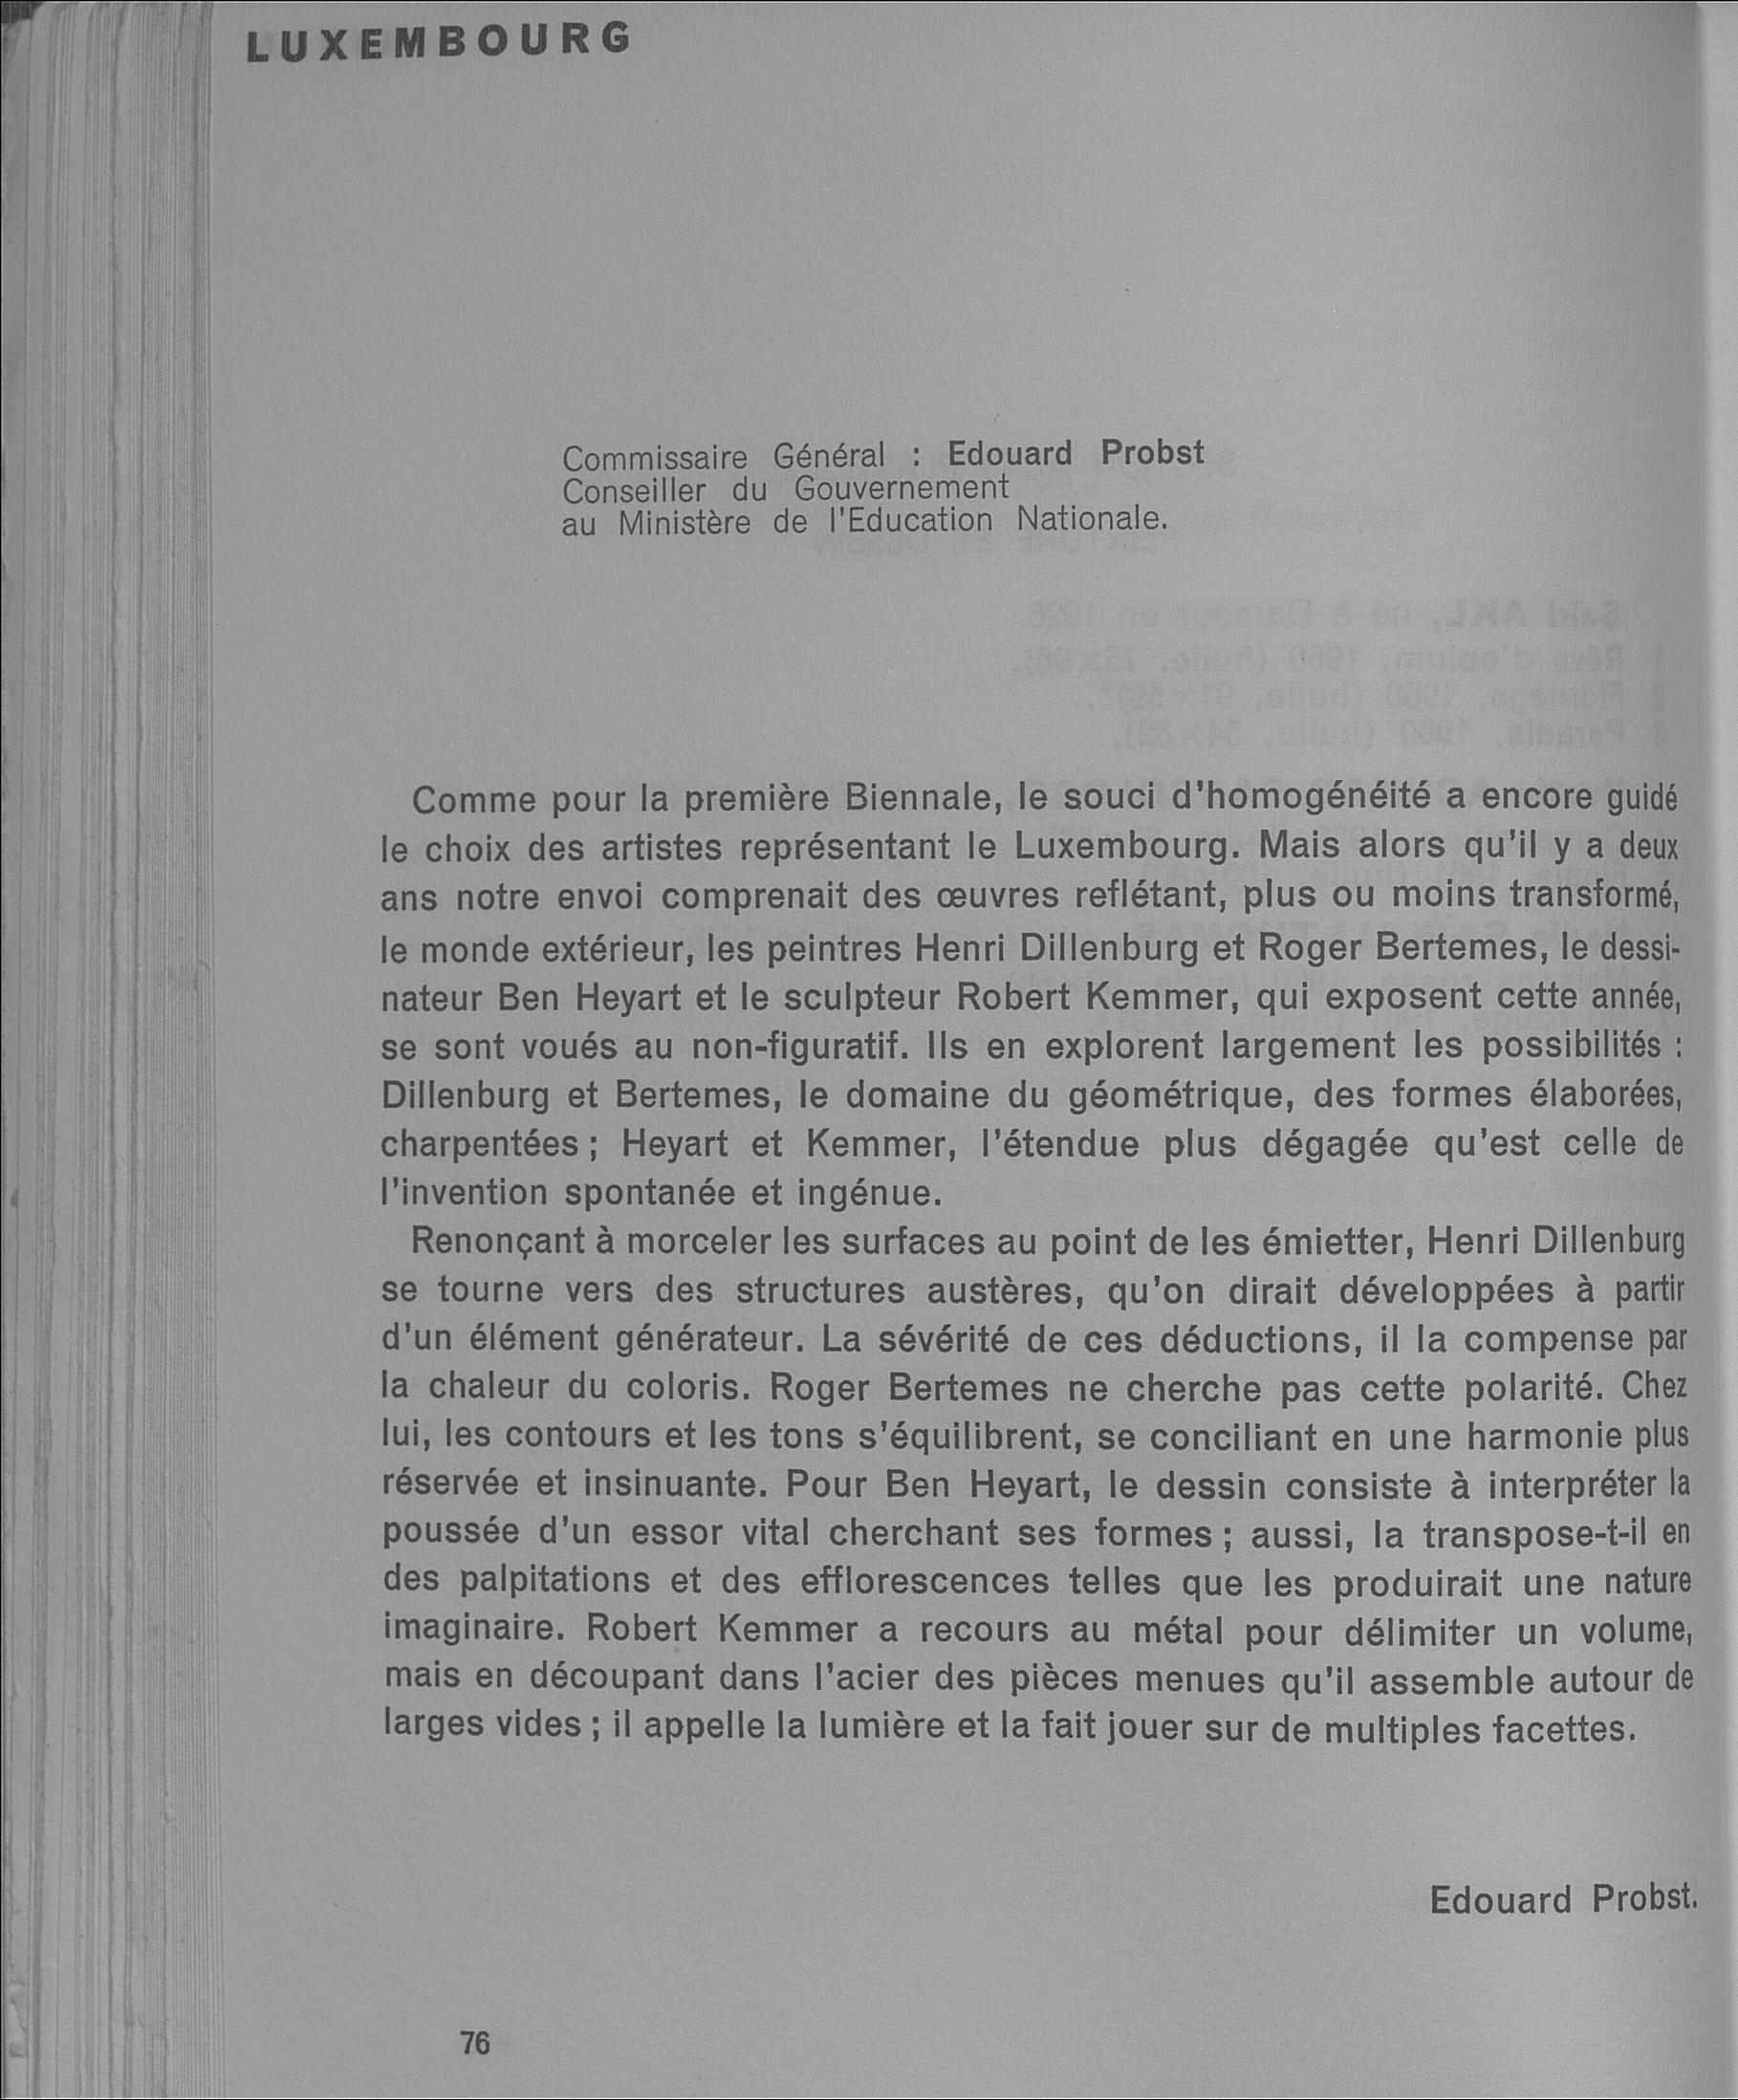 LUXEMBOURG
Commissaire Général : Edouard Probst
Conseiller du Gouvernement
au Ministère de l'Education Nationale.
Comme pour la première Biennale, le souci d'homogénéité a encore guidé
le choix des artistes représentant le Luxembourg. Mais alors qu'il y a deux
ans notre envoi comprenait des œuvres reflétant, plus ou moins transformé,
le monde extérieur, les peintres Henri Dillenburg et Roger Bertemes, le dessi-
nateur Ben Heyart et le sculpteur Robert Kemmer, qui exposent cette année,
se sont voués au non-figuratif. Ils en explorent largement les possibilités :
Dillenburg et Bertemes, le domaine du géométrique, des formes élaborées,
charpentées ; Heyart et Kemmer, l'étendue plus dégagée qu'est celle de
l'invention spontanée et ingénue.
Renonçant à morceler les surfaces au point de les émietter, Henri Dillenburg
se tourne vers des structures austères, qu'on dirait développées à partir
d'un élément générateur. La sévérité de ces déductions, il la compense par
la chaleur du coloris. Roger Bertemes ne cherche pas cette polarité. Chez
lui, les contours et les tons s'équilibrent, se conciliant en une harmonie plus
réservée et insinuante. Pour Ben Heyart, le dessin consiste à interpréter la
poussée d'un essor vital cherchant ses formes ; aussi, la transpose-t-il en
des palpitations et des efflorescences telles que les produirait une nature
imaginaire. Robert Kemmer a recours au métal pour délimiter un volume,
mais en découpant dans l'acier des pièces menues qu'il assemble autour de
larges vides ; il appelle la lumière et la fait jouer sur de multiples facettes.
Edouard Probst.
76